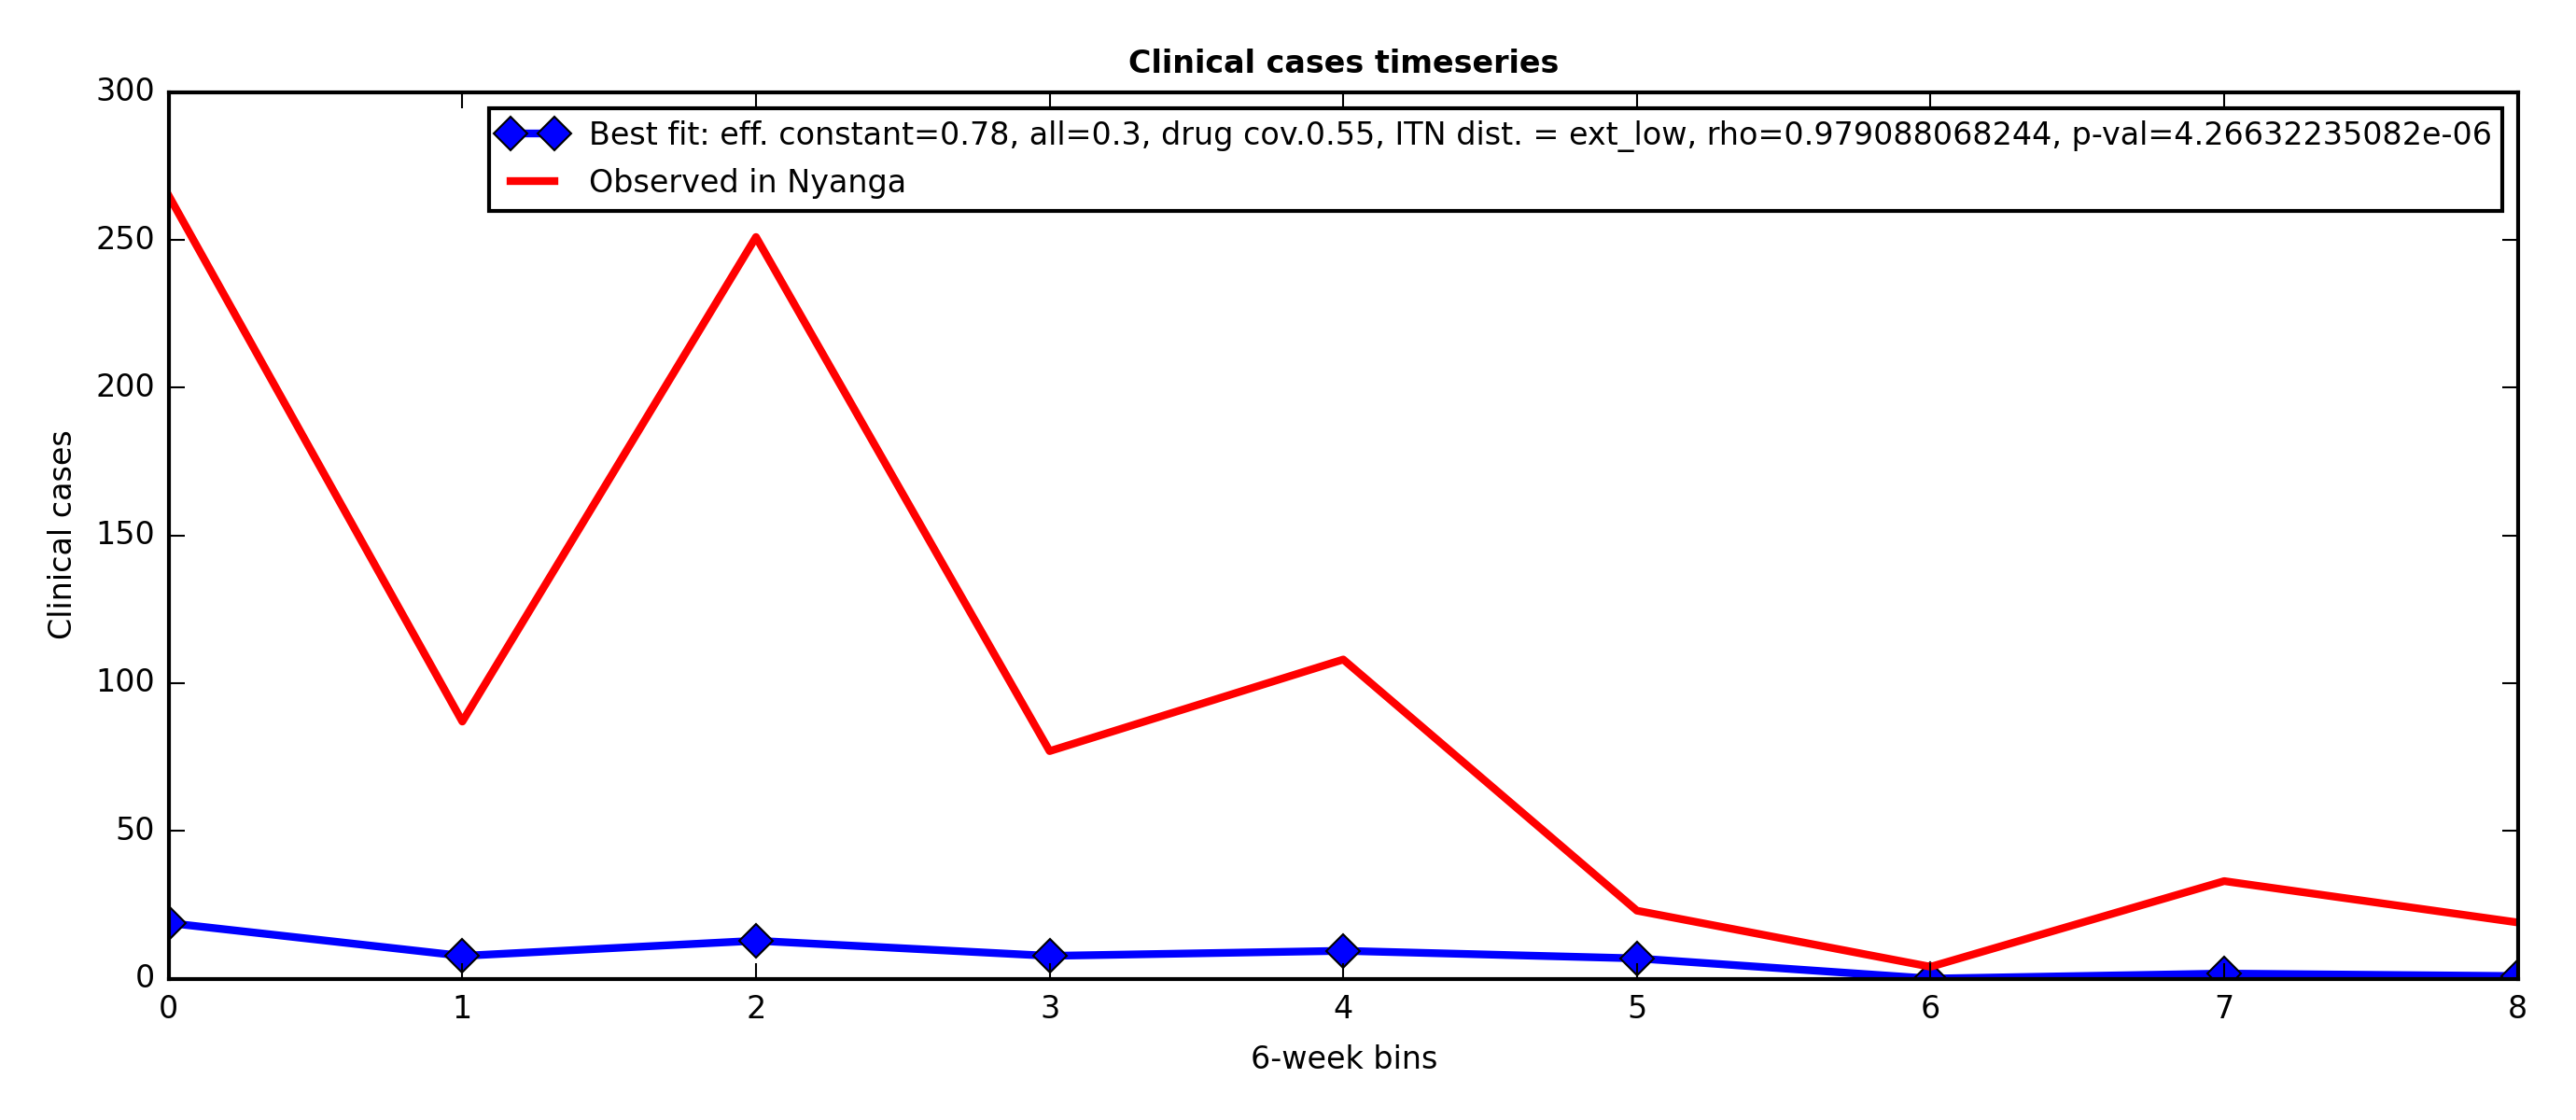 Clinical cases timeseries
300
250
200
150
100
50
0
Clinical cases
Best fit: eff. constant=0.78, all=0.3, drug cov.0.55, ITN dist. = ext_low, rho=0.979088068244, p-val=4.26632235082e-06
Observed in Nyanga
0 1 2 3 4 5 6 7 8
6-week bins